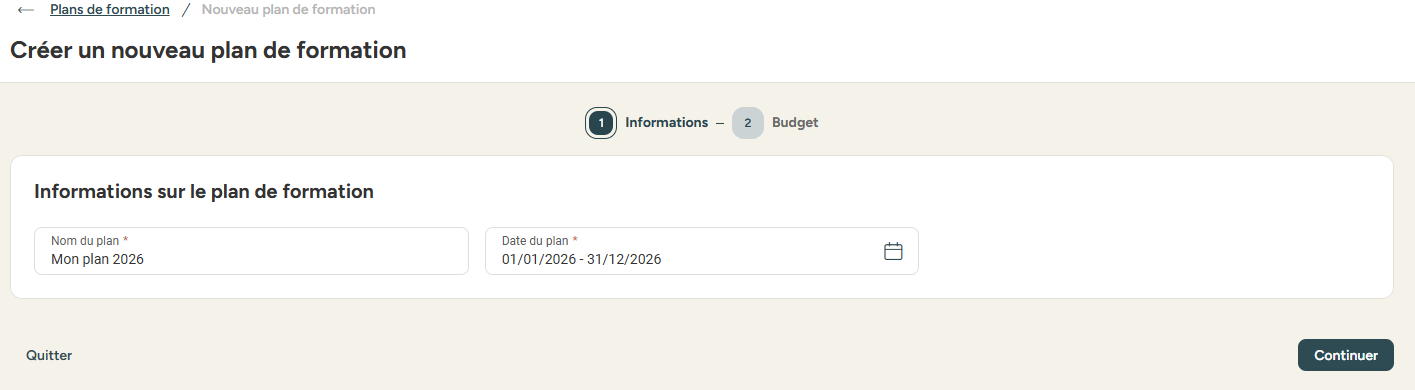 ← Plans de formation / Nouveau plan de formation
Créer un nouveau plan de formation
1 Informations – 2 Budget
Informations sur le plan de formation
Nom du plan * Date du plan *
Mon plan 2026 01/01/2026 - 31/12/2026
Quitter Continuer